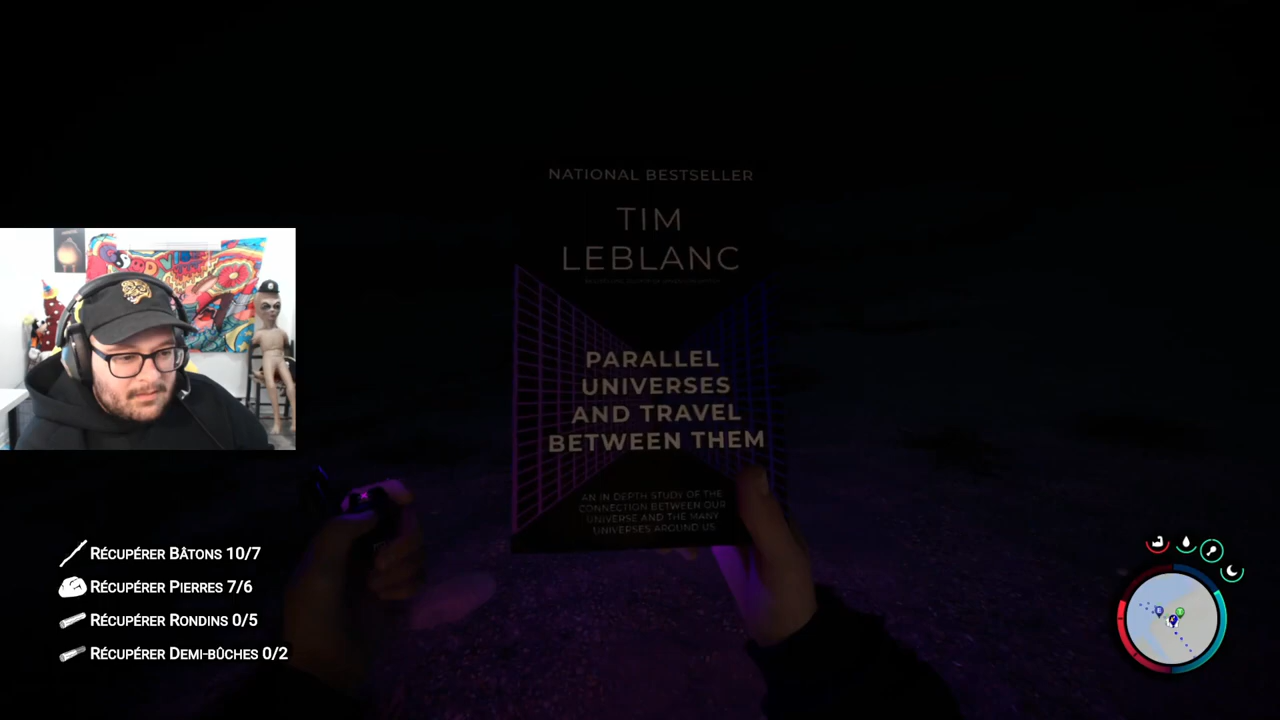 NATIONAL BESTSELLER
TIM
LEBLANC
PARALLEL
UNIVERSES
AND TRAVEL
BETWEEN THEM
AN IN DEPTH STUDY OF THE
CONNECTION BETWEEN OUR
UNIVERSE AND THE MANY
UNIVERSES AROUND US.
RÉCUPÉRER BÂTONS 10/7
RÉCUPÉRER PIERRES 7/6
RÉCUPÉRER RONDINS 0/5
RÉCUPÉRER DEMI-BÛCHES 0/2